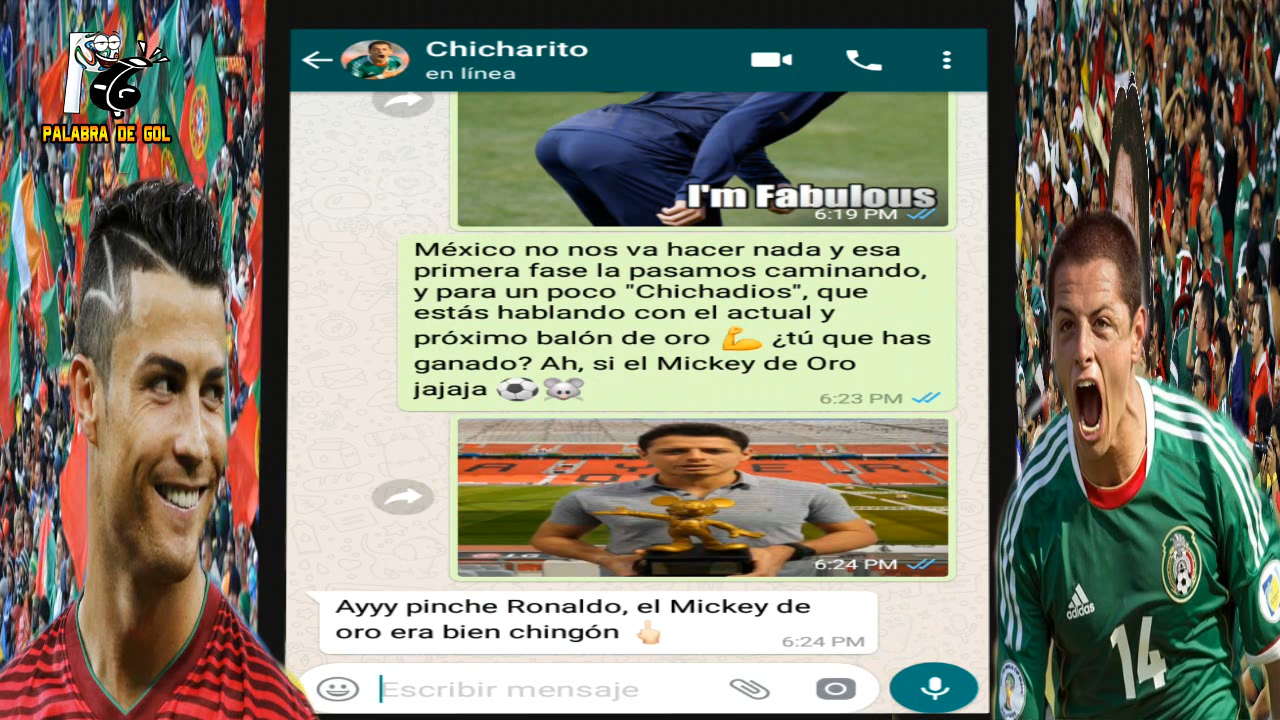 PALABRA DE GOL
Chicharito
en línea
I'm Fabulous
6:19 PM
México no nos va hacer nada y esa
primera fase la pasamos caminando,
y para un poco "Chichadios", que
estás hablando con el actual y
próximo balón de oro 💪 ¿tú que has
ganado? Ah, si el Mickey de Oro
jajaja ⚽🐭
6:23 PM
6:24 PM
Ayyy pinche Ronaldo, el Mickey de
oro era bien chingón 🖕🏻
6:24 PM
Escribir mensaje
adidas
14